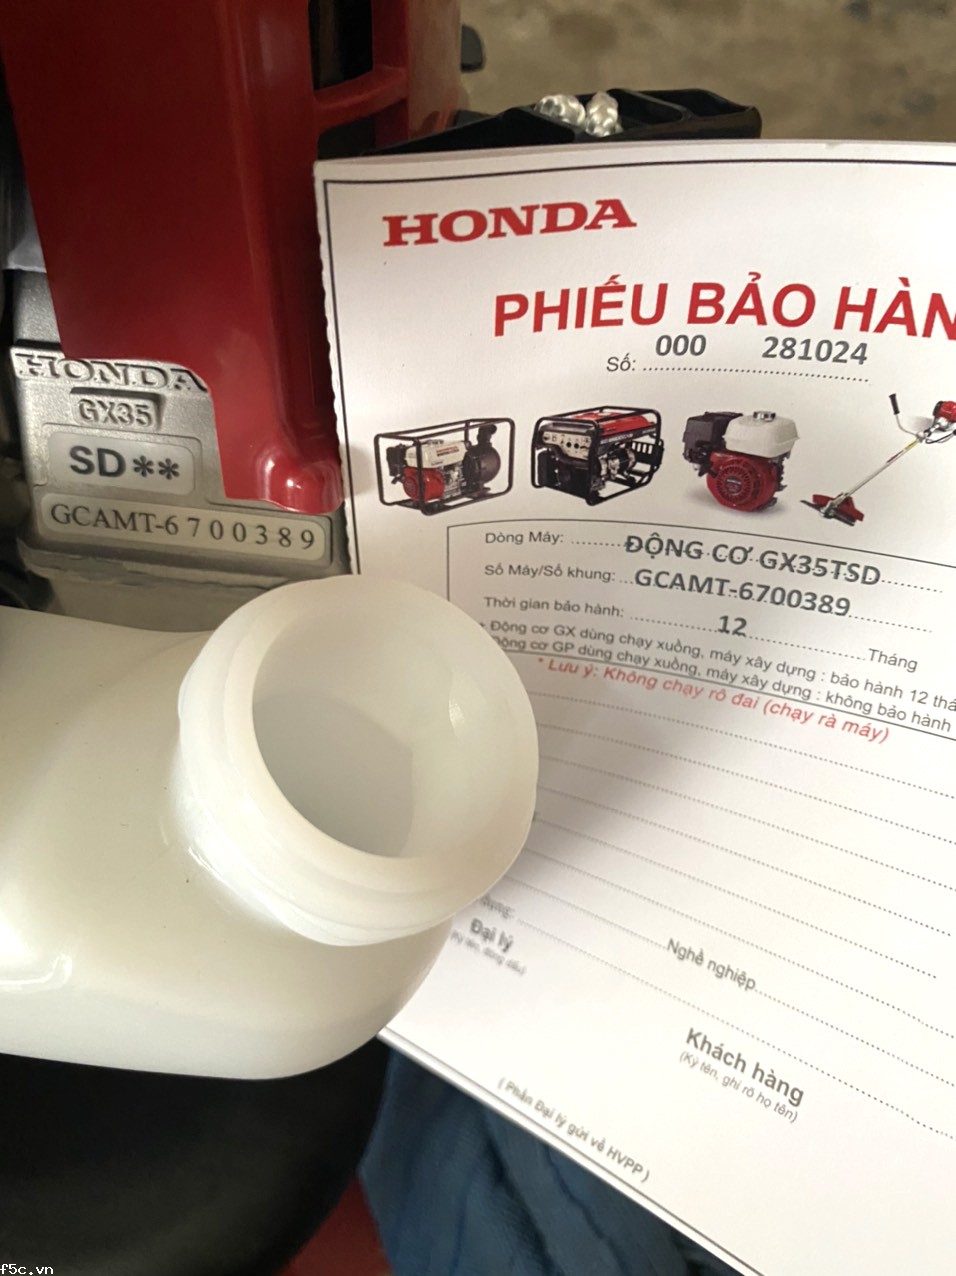 HONDA
GX35
SD**
GCAMT-6700389
HONDA
PHIẾU BẢO HÀN
Số: 000 281024
Dòng Máy: ĐỘNG CƠ GX35TSD
Số Máy/Số khung: GCAMT-6700389
Thời gian bảo hành: 12 Tháng
Động cơ GX dùng chạy xuồng, máy xây dựng : bảo hành 12 thá
Động cơ GP dùng chạy xuồng, máy xây dựng : không bảo hành
* Lưu ý: Không chạy rô đai (chạy rà máy)
Nghề nghiệp
Đại lý
(Ký tên, đóng dấu)
Khách hàng
(Ký tên, ghi rõ họ tên)
( Phần Đại lý gửi về HVPP )
f5c.vn